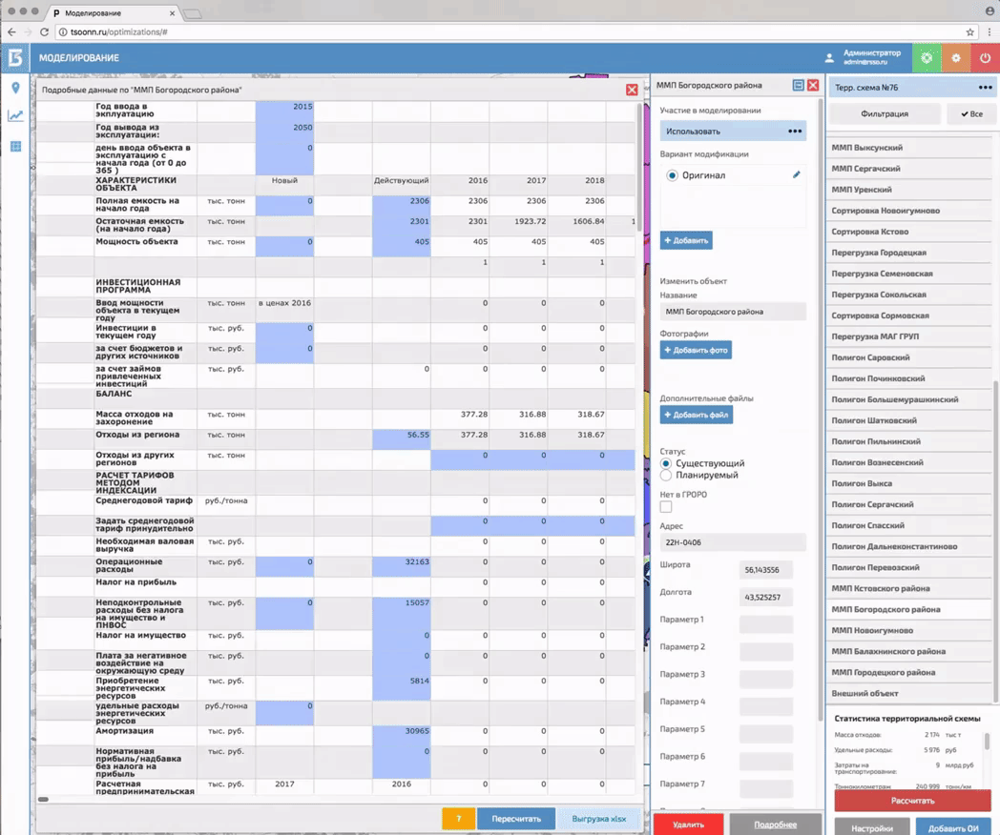 Моделирование
tsoonn.ru/optimizations/#
МОДЕЛИРОВАНИЕ
Администратор
admin@rsso.ru
Подробные данные по "ММП Богородского района"
Год ввода в
экплуатацию
2015
Год вывода из
эксплуатации:
2050
день ввода объекта в
эксплуатацию с
начала года (от 0 до
365 )
0
ХАРАКТЕРИСТИКИ
ОБЪЕКТА
Новый Действующий 2016 2017 2018
Полная емкость на
начало года
тыс. тонн 0 2306 2306 2306 2306
Остаточная емкость
(на начало года)
тыс. тонн 2301 2301 1923.72 1606.84 1
Мощность объекта тыс. тонн 0 405 405 405 405
1 1 1
ИНВЕСТИЦИОННАЯ
ПРОГРАММА
Ввод мощности
объекта в текущем
году
тыс. тонн в ценах 2016 0 0 0
Инвестиции в
текущем году
тыс. руб. 0 0 0 0
за счет бюджетов и
других источников
тыс. руб. 0 0 0 0
за счет займов
привлеченных
инвестиций
тыс. руб. 0 0 0 0
БАЛАНС
Масса отходов на
захоронение
тыс. тонн 377.28 316.88 318.67
Отходы из региона тыс. тонн 56.55 377.28 316.88 318.67
Отходы из других
регионов
тыс. тонн 0 0 0
РАСЧЕТ ТАРИФОВ
МЕТОДОМ
ИНДЕКСАЦИИ
Среднегодовой тариф руб./тонна 0 0 0
Задать среднегодовой
тариф принудительно
0 0 0
Необходимая валовая
выручка
тыс. руб. 0 0 0
Операционные
расходы
тыс. руб. 0 32163 0 0 0
Налог на прибыль тыс. руб. 0 0 0
Неподконтрольные
расходы без налога
на имущество и
ПНВОС
тыс. руб. 0 15057 0 0 0
Налог на имущество тыс. руб. 0 0 0 0
Плата за негативное
воздействие на
окружающую среду
тыс. руб. 0 0 0 0
Приобретение
энергетических
ресурсов
тыс. руб. 5814 0 0 0
удельные расходы
энергетических
ресурсов
руб./тонна 0
Амортизация тыс. руб. 30965 0 0 0
Нормативная
прибыль/надбавка
без налога на
прибыль
тыс. руб. 0 0 0 0
Расчетная
предпринимательская
тыс. руб. 2017 2016 0 0 0
? Пересчитать Выгрузка xlsx
ММП Богородского района
Участие в моделировании
Использовать
Вариант модификации
Оригинал
+ Добавить
Изменить объект
Название
ММП Богородского района
Фотографии
+ Добавить фото
Дополнительные файлы
+ Добавить файл
Статус
Существующий
Планируемый
Нет в ГРОРО
Адрес
22Н-0406
Широта 56,143556
Долгота 43,525257
Параметр 1
Параметр 2
Параметр 3
Параметр 4
Параметр 5
Параметр 6
Параметр 7
Удалить Подробнее
Терр. схема №76
Фильтрация Все
ММП Выксунский
ММП Сергачский
ММП Уренский
Сортировка Новоигумново
Сортировка Кстово
Перегрузка Городецкая
Перегрузка Семеновская
Перегрузка Сокольская
Сортировка Сормовская
Перегрузка МАГ ГРУП
Полигон Саровский
Полигон Починковский
Полигон Большемурашкинский
Полигон Шатковский
Полигон Пильнинский
Полигон Вознесенский
Полигон Выкса
Полигон Сергачский
Полигон Спасский
Полигон Дальнеконстантиново
Полигон Перевозский
ММП Кстовского района
ММП Богородского района
ММП Новоигумново
ММП Балахнинского района
ММП Городецкого района
Внешний объект
Статистика территориальной схемы
Масса отходов: 2 174 тыс т
Удельные расходы: 5 976 руб
Затраты на
транспортирование:
9 млрд руб
Тоннокилометраж: 240 999 тонн/км
Рассчитать
Настройки Добавить ОИ